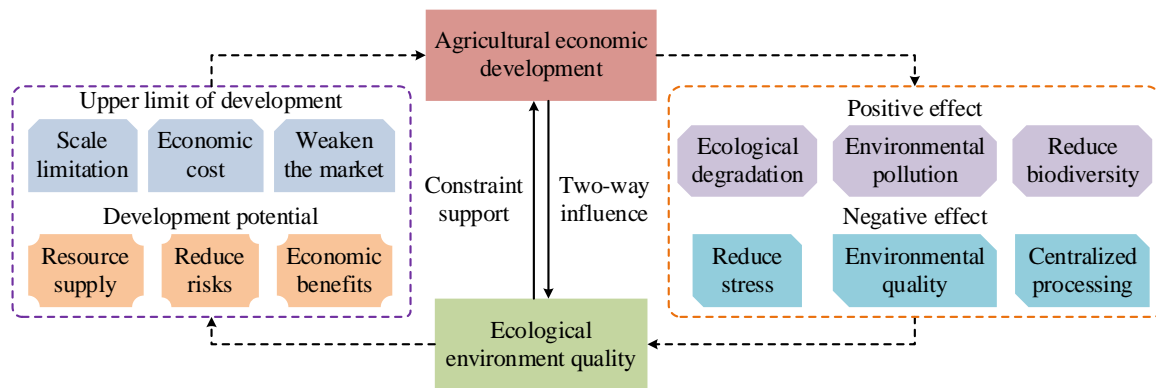 Agricultural economic
development
Upper limit of development
Scale
limitation
Economic
cost
Weaken
the market
Development potential
Resource
supply
Reduce
risks
Economic
benefits
Constraint
support
Two-way
influence
Positive effect
Ecological
degradation
Environmental
pollution
Reduce
biodiversity
Negative effect
Reduce
stress
Environmental
quality
Centralized
processing
Ecological
environment quality